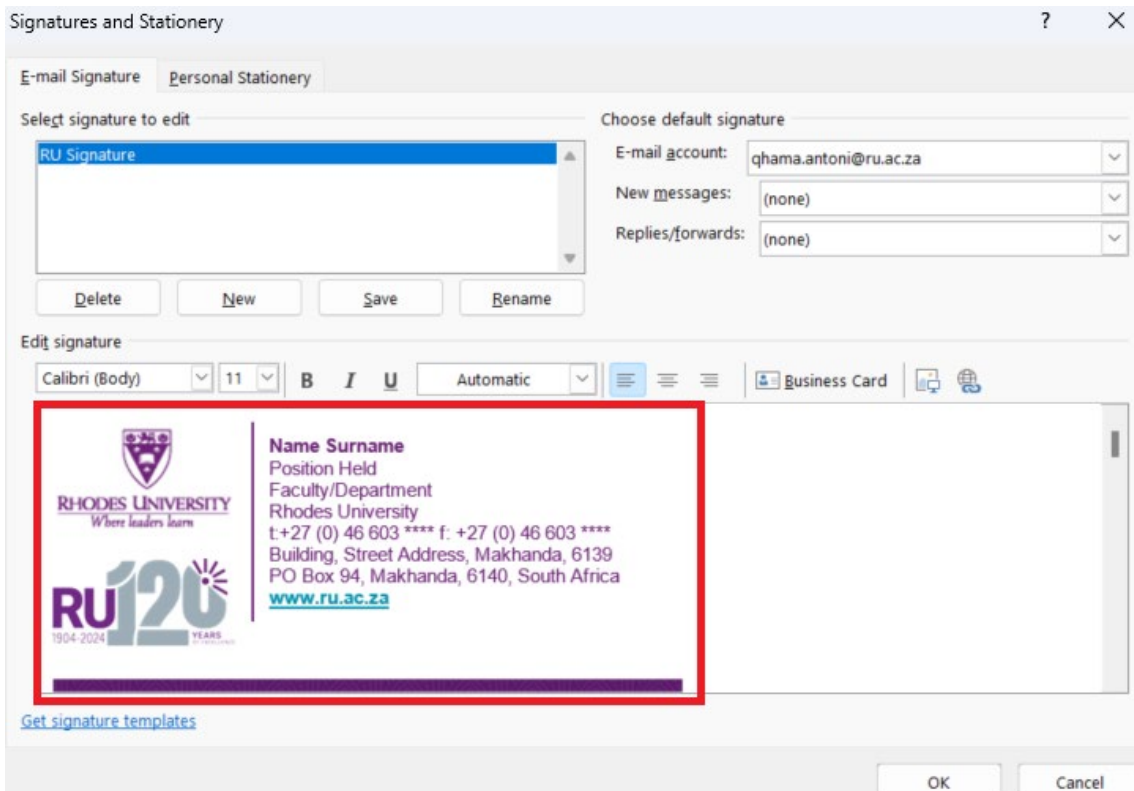 Signatures and Stationery
?
E-mail Signature
Personal Stationery
Select signature to edit
RU Signature
Delete
New
Save
Rename
Choose default signature
E-mail account: qhama.antoni@ru.ac.za
New messages: (none)
Replies/forwards: (none)
Edit signature
Calibri (Body) 11 B I U Automatic Business Card
RHODES UNIVERSITY
Where leaders learn
RU120
1904-2024 YEARS
OF EXCELLENCE
Name Surname
Position Held
Faculty/Department
Rhodes University
t:+27 (0) 46 603 **** f: +27 (0) 46 603 ****
Building, Street Address, Makhanda, 6139
PO Box 94, Makhanda, 6140, South Africa
www.ru.ac.za
Get signature templates
OK
Cancel